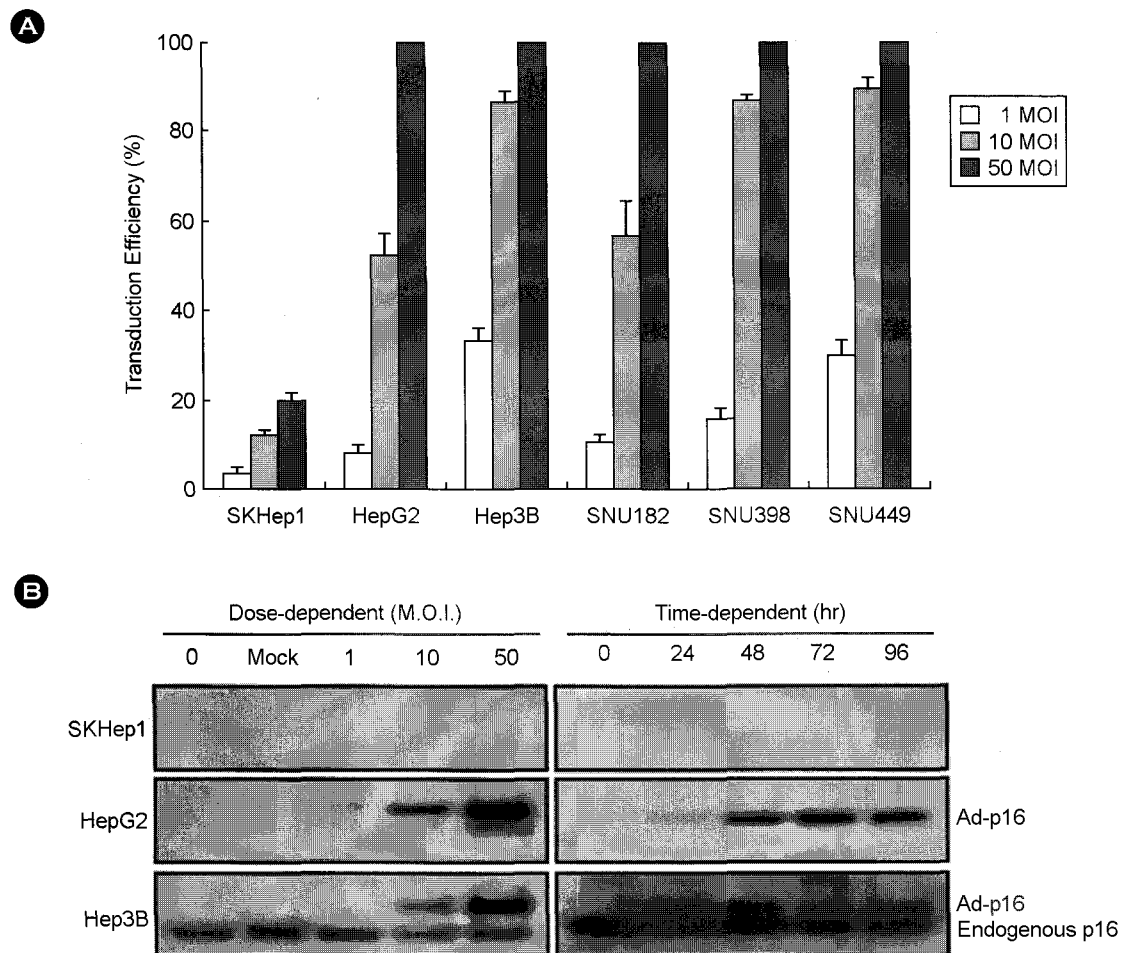 A
100
80
60
40
20
0
Transduction Efficiency (%)
1 MOI
10 MOI
50 MOI
SKHep1 HepG2 Hep3B SNU182 SNU398 SNU449
B
Dose-dependent (M.O.I.) Time-dependent (hr)
0 Mock 1 10 50 0 24 48 72 96
SKHep1
HepG2 Ad-p16
Hep3B Ad-p16
Endogenous p16